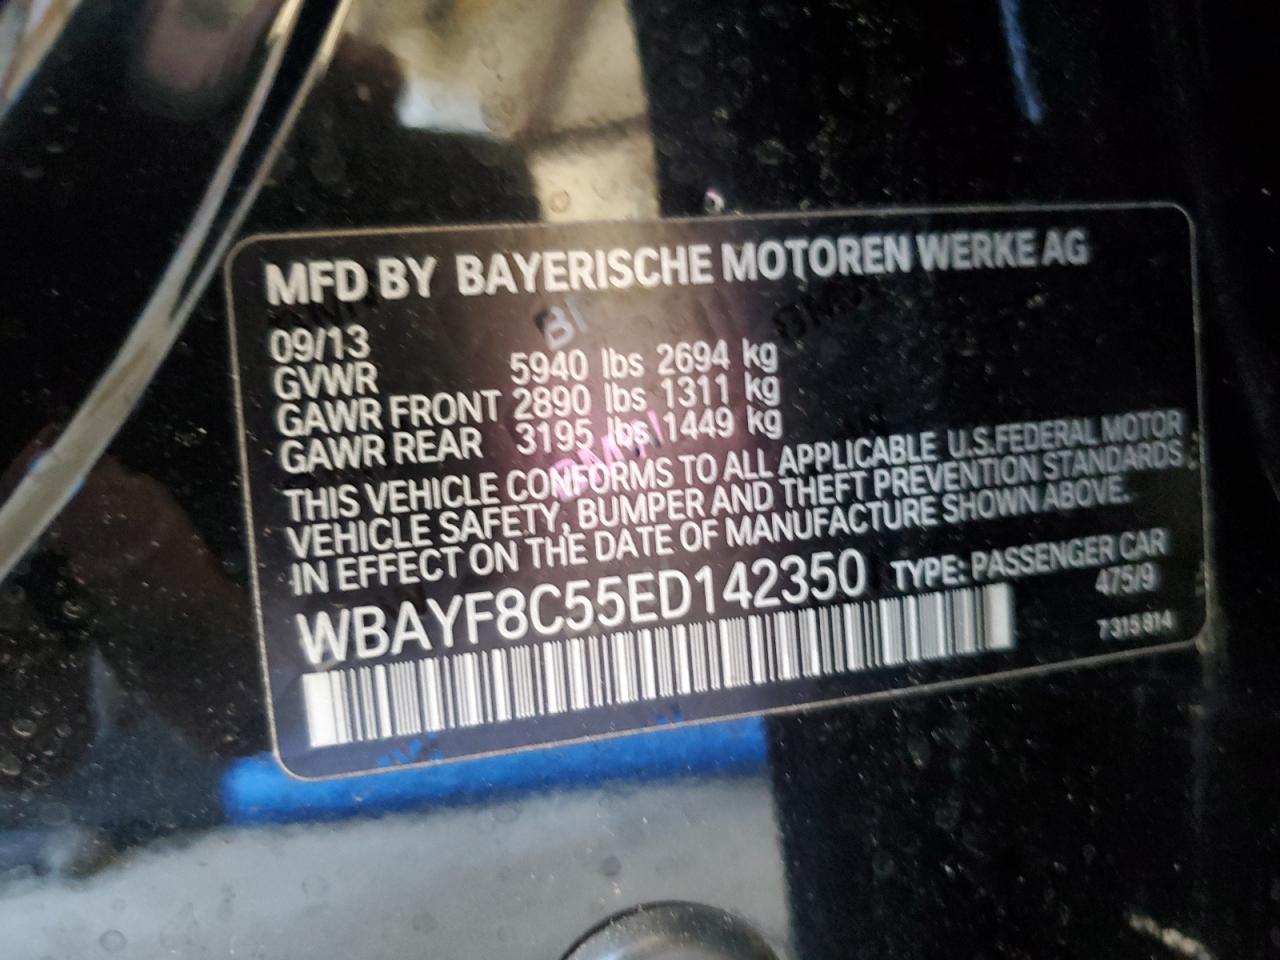 MFD BY BAYERISCHE MOTOREN WERKE AG
09/13
GVWR 5940 lbs 2694 kg
GAWR FRONT 2890 lbs 1311 kg
GAWR REAR 3195 lbs 1449 kg
THIS VEHICLE CONFORMS TO ALL APPLICABLE U.S.FEDERAL MOTOR
VEHICLE SAFETY, BUMPER AND THEFT PREVENTION STANDARDS
IN EFFECT ON THE DATE OF MANUFACTURE SHOWN ABOVE.
WBAYF8C55ED142350 TYPE: PASSENGER CAR
475/9
7 315 814